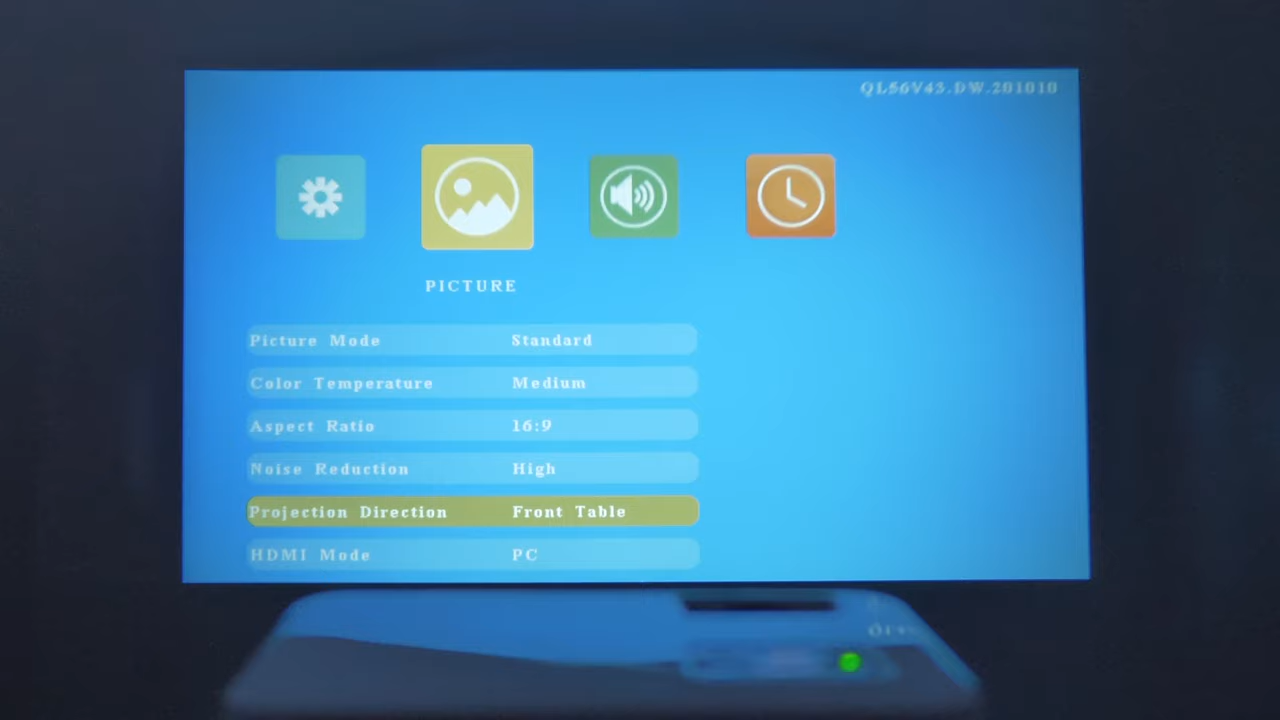 QL56V43.DW.201010
PICTURE
Picture Mode Standard
Color Temperature Medium
Aspect Ratio 16:9
Noise Reduction High
Projection Direction Front Table
HDMI Mode PC